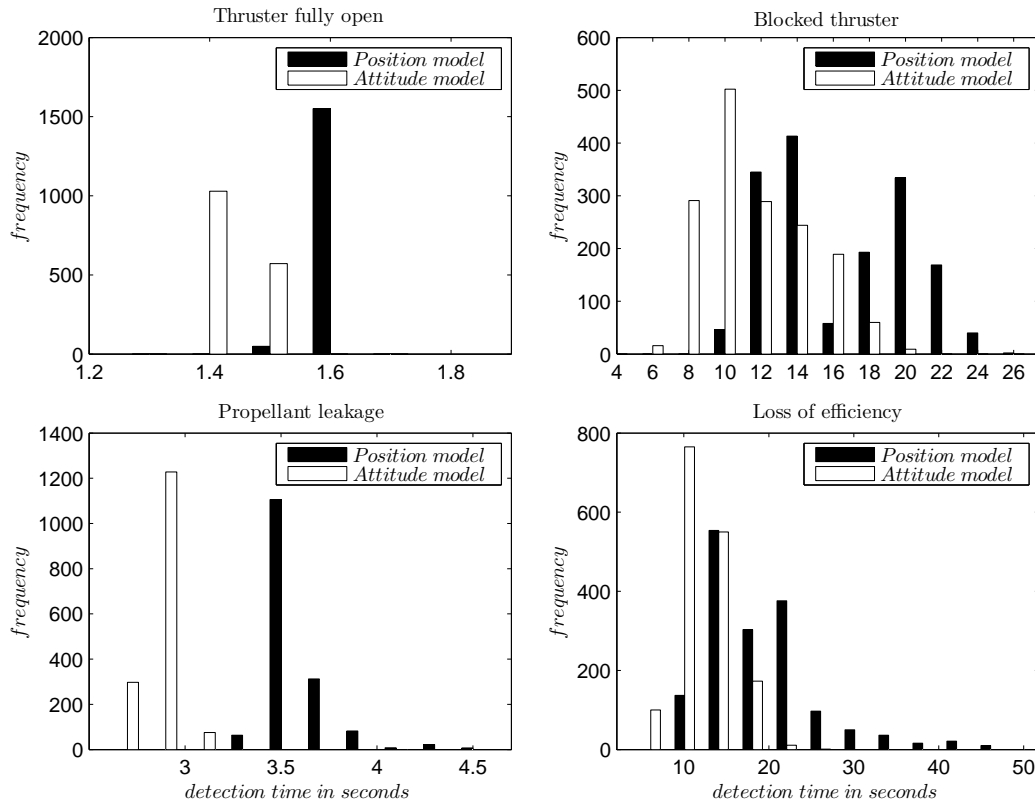 Thruster fully open
2000
1500
1000
500
0
frequency
1.2 1.4 1.6 1.8
Position model
Attitude model
Blocked thruster
600
500
400
300
200
100
0
frequency
4 6 8 10 12 14 16 18 20 22 24 26
Position model
Attitude model
Propellant leakage
1400
1200
1000
800
600
400
200
0
frequency
3 3.5 4 4.5
detection time in seconds
Position model
Attitude model
Loss of efficiency
800
600
400
200
0
frequency
10 20 30 40 50
detection time in seconds
Position model
Attitude model